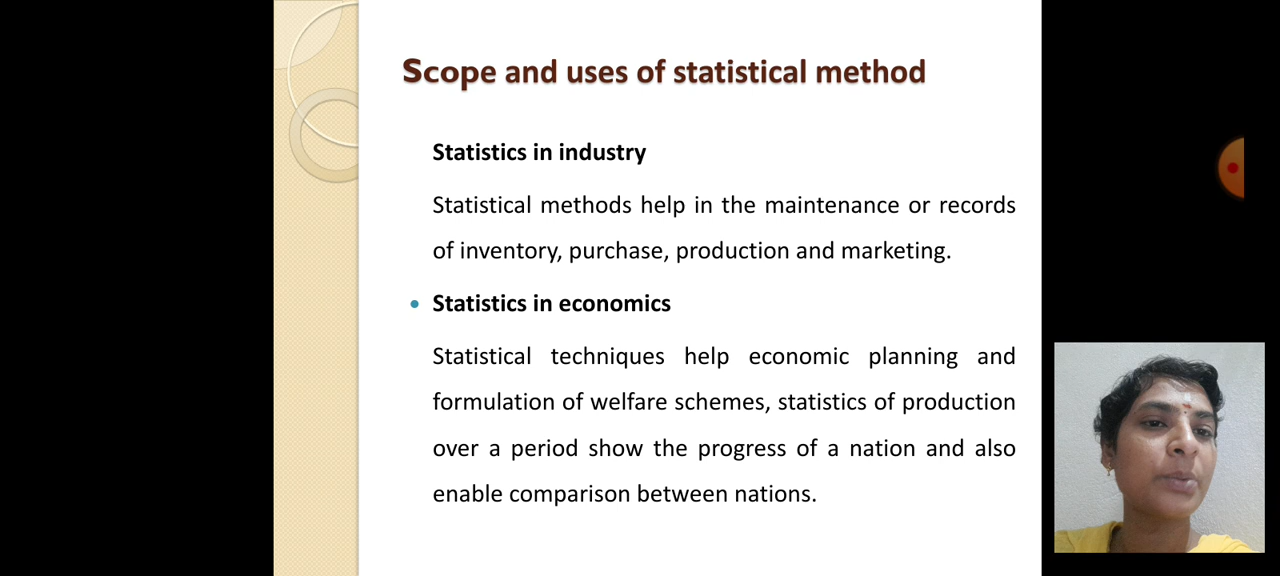 Scope and uses of statistical method
Statistics in industry
Statistical methods help in the maintenance or records
of inventory, purchase, production and marketing.
• Statistics in economics
Statistical techniques help economic planning and
formulation of welfare schemes, statistics of production
over a period show the progress of a nation and also
enable comparison between nations.